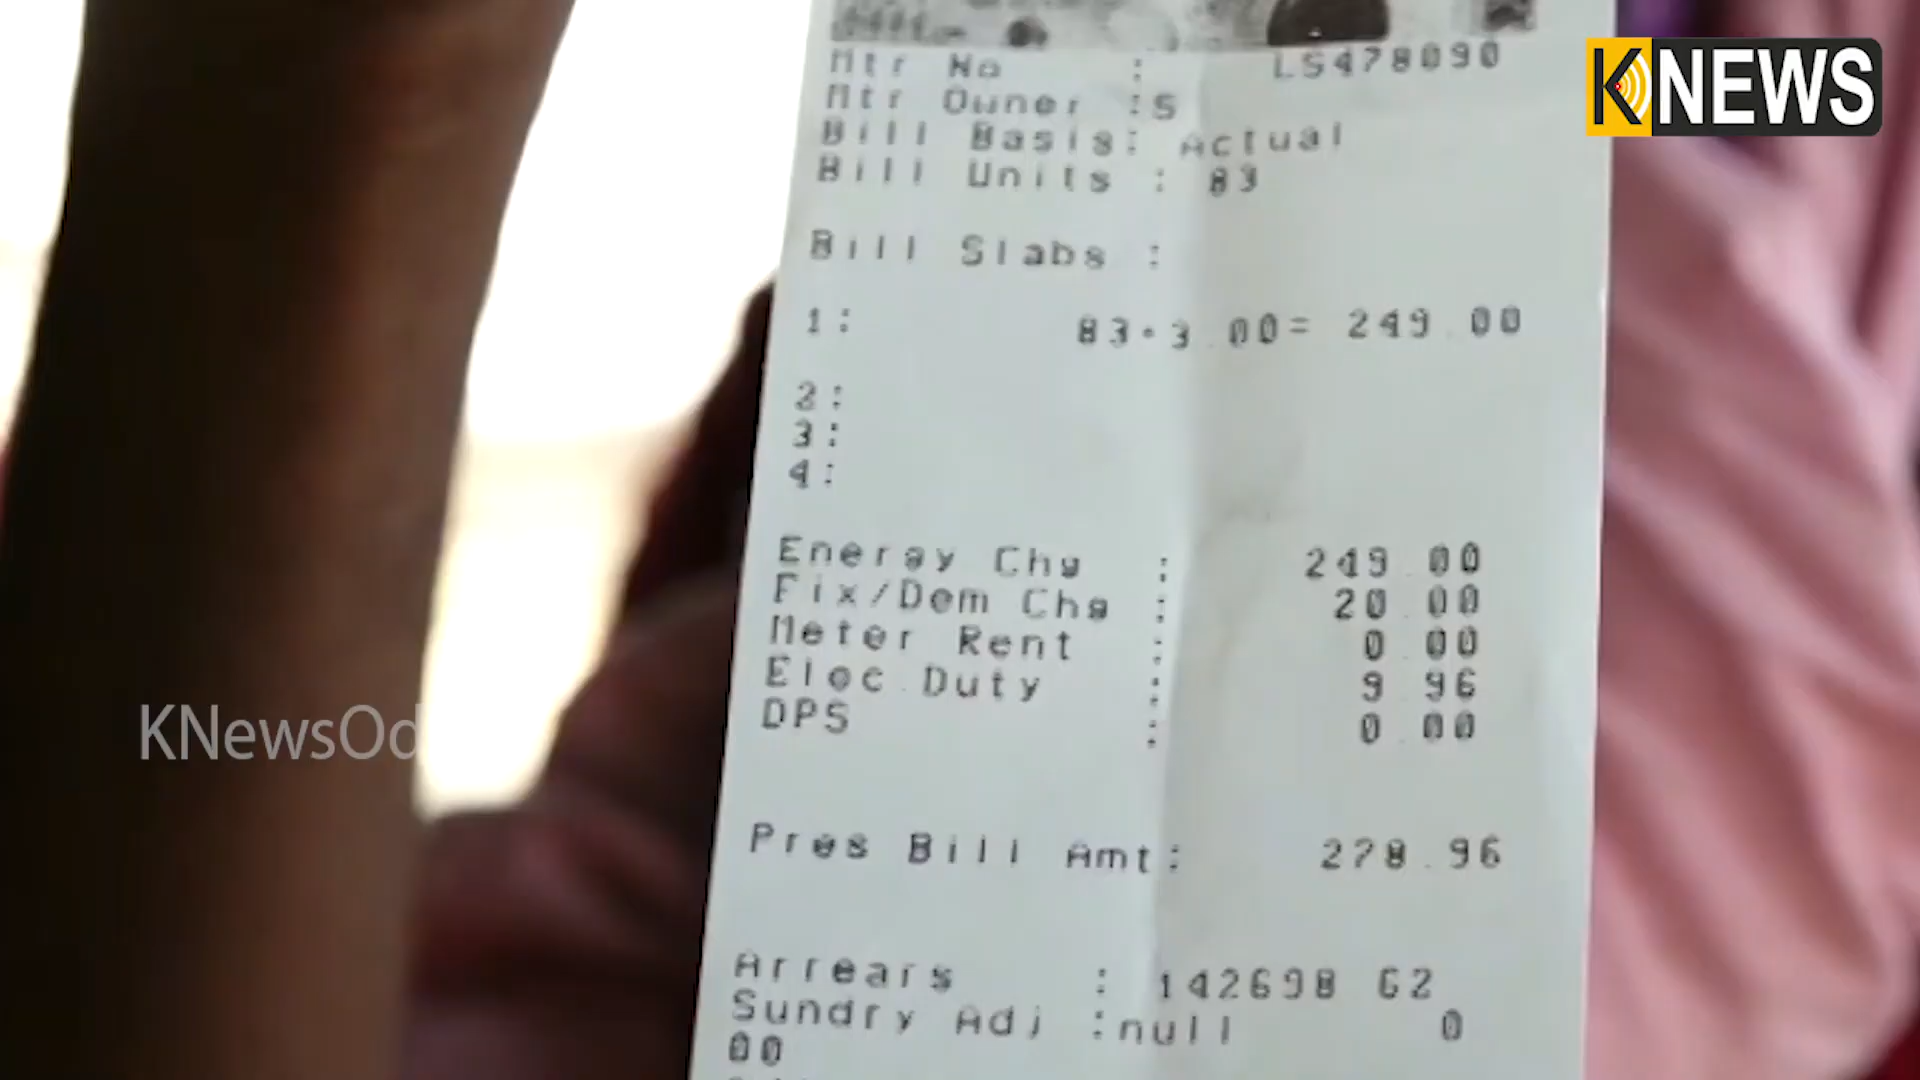 KNEWS
Mtr No : LS478090
Mtr Owner :S
Bill Basis: Actual
Bill Units : 83
Bill Slabs :
1: 83*3.00= 249.00
2:
3:
4:
Energy Chg : 249.00
Fix/Dem Chg : 20.00
Meter Rent : 0.00
Elec.Duty : 9.96
DPS : 0.00
Pres Bill Amt: 278.96
Arrears : 142698.62
Sundry Adj :null 0
00
KNewsOd